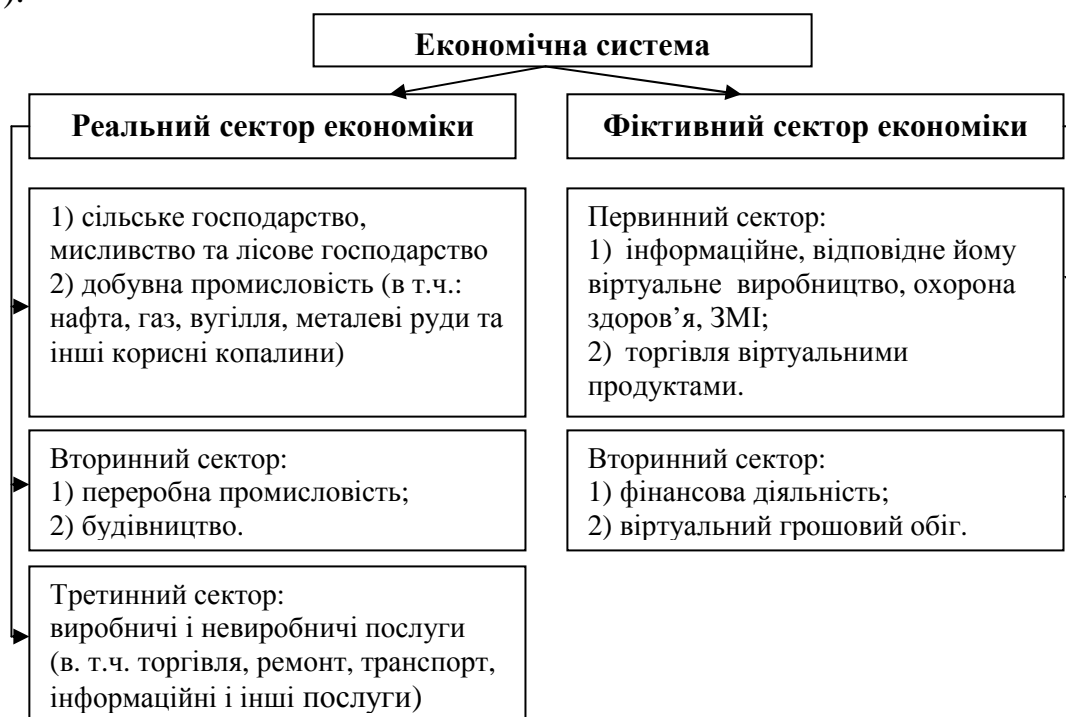 ).
Економічна система
Реальний сектор економіки
Фіктивний сектор економіки
1) сільське господарство,
мисливство та лісове господарство
2) добувна промисловість (в т.ч.:
нафта, газ, вугілля, металеві руди та
інші корисні копалини)
Первинний сектор:
1) інформаційне, відповідне йому
віртуальне виробництво, охорона
здоров’я, ЗМІ;
2) торгівля віртуальними
продуктами.
Вторинний сектор:
1) переробна промисловість;
2) будівництво.
Вторинний сектор:
1) фінансова діяльність;
2) віртуальний грошовий обіг.
Третинний сектор:
виробничі і невиробничі послуги
(в. т.ч. торгівля, ремонт, транспорт,
інформаційні і інші послуги)